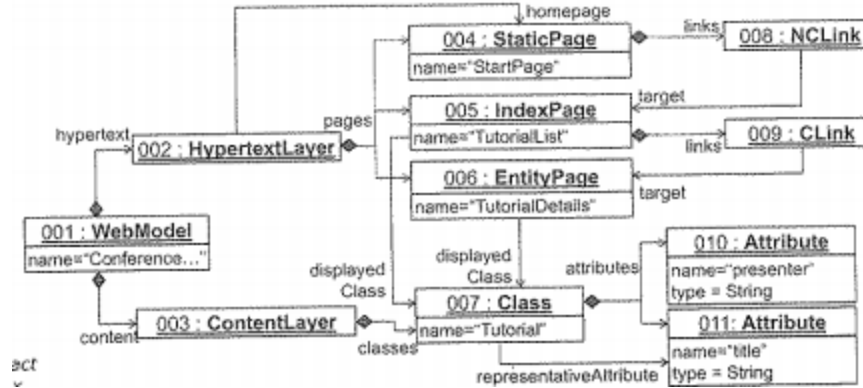 homepage
004 : StaticPage
name="StartPage"
links
008 : NCLink
target
005 : IndexPage
name="TutorialList"
links
009 : CLink
hypertext
pages
002 : HypertextLayer
006 : EntityPage
name="TutorialDetails"
target
001 : WebModel
name="Conference..."
displayed
Class
displayed
Class
attributes
010 : Attribute
name="presenter"
type = String
007 : Class
name="Tutorial"
003 : ContentLayer
content
classes
011: Attribute
name="title"
type = String
representativeAttribute